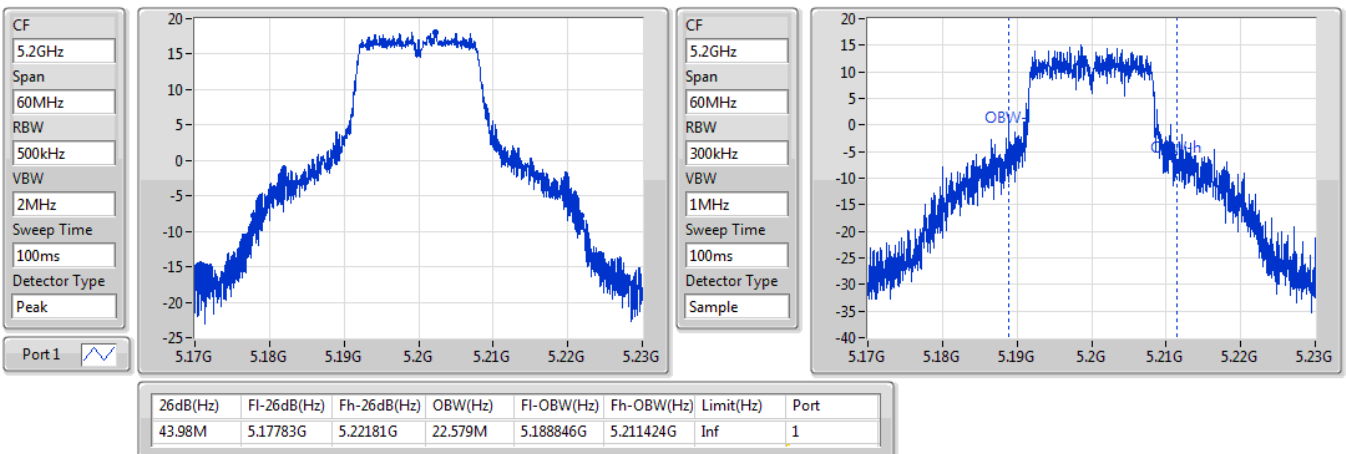 CF
5.2GHz
Span
60MHz
RBW
500kHz
VBW
2MHz
Sweep Time
100ms
Detector Type
Peak
Port 1
20
15
10
5
0
-5
-10
-15
-20
-25
5.17G 5.18G 5.19G 5.2G 5.21G 5.22G 5.23G
CF
5.2GHz
Span
60MHz
RBW
300kHz
VBW
1MHz
Sweep Time
100ms
Detector Type
Sample
20
15
10
5
0
-5
-10
-15
-20
-25
-30
-35
-40
OBW
5.17G 5.18G 5.19G 5.2G 5.21G 5.22G 5.23G
26dB(Hz) Fl-26dB(Hz) Fh-26dB(Hz) OBW(Hz) Fl-OBW(Hz) Fh-OBW(Hz) Limit(Hz) Port
43.98M 5.17783G 5.22181G 22.579M 5.188846G 5.211424G Inf 1